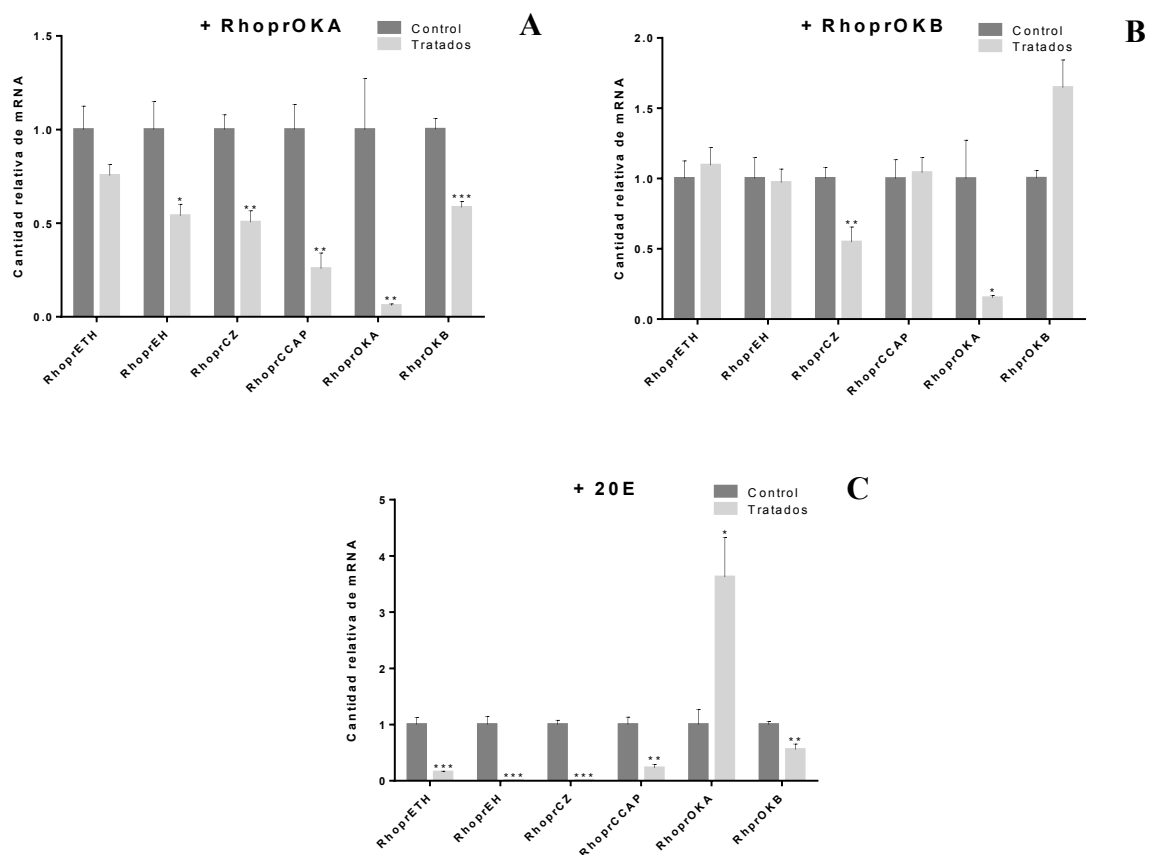 + RhoprOKA
A
Control
Tratados
Cantidad relativa de mRNA
1.5
1.0
0.5
0.0
*
**
**
**
***
RhoprETH
RhoprEH
RhoprCZ
RhoprCCAP
RhoprOKA
RhprOKB
+ RhoprOKB
B
Control
Tratados
Cantidad relativa de mRNA
2.0
1.5
1.0
0.5
0.0
**
*
RhoprETH
RhoprEH
RhoprCZ
RhoprCCAP
RhoprOKA
RhprOKB
+ 20E
C
Control
Tratados
Cantidad relativa de mRNA
5
4
3
2
1
0
***
***
***
**
*
**
RhoprETH
RhoprEH
RhoprCZ
RhoprCCAP
RhoprOKA
RhprOKB